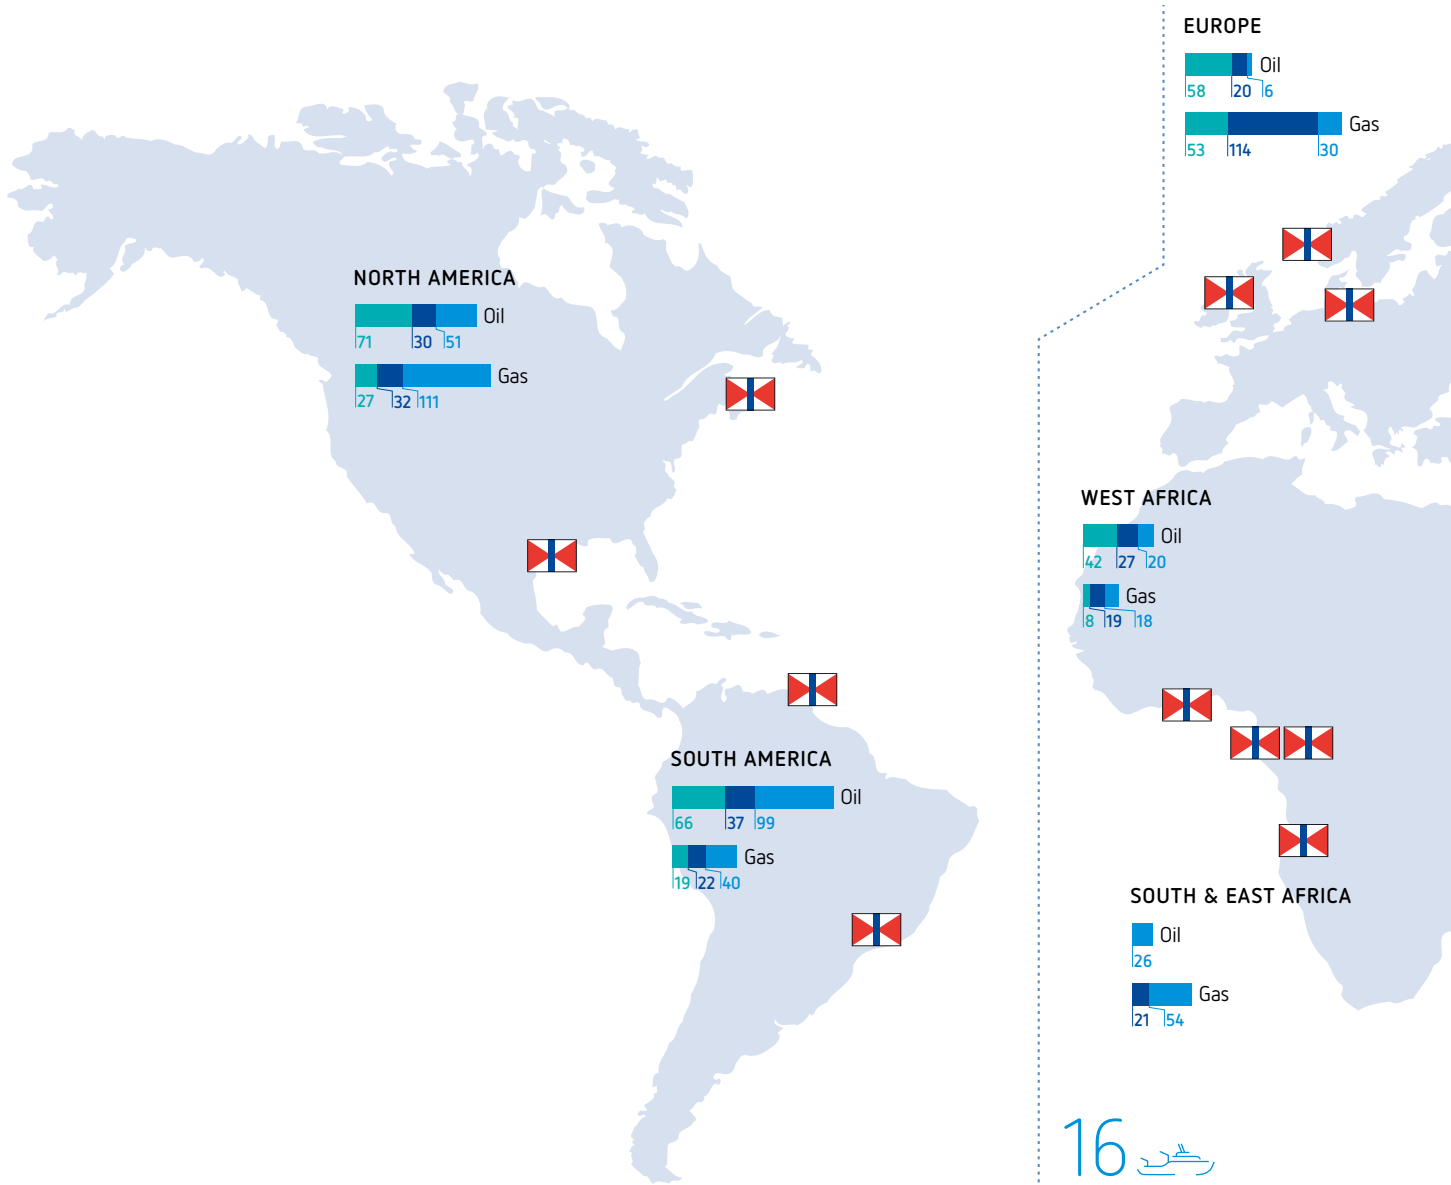 EUROPE
Oil
58 20 6
Gas
53 114 30
NORTH AMERICA
Oil
71 30 51
Gas
27 32 111
WEST AFRICA
Oil
42 27 20
Gas
8 19 18
SOUTH AMERICA
Oil
66 37 99
Gas
19 22 40
SOUTH & EAST AFRICA
Oil
26
Gas
21 54
16